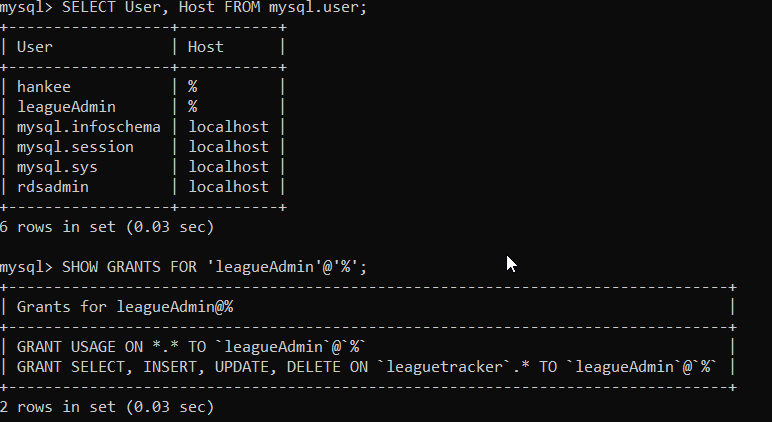 mysql> SELECT User, Host FROM mysql.user;
+------------------+-----------+
| User             | Host      |
+------------------+-----------+
| hankee           | %         |
| leagueAdmin      | %         |
| mysql.infoschema | localhost |
| mysql.session    | localhost |
| mysql.sys        | localhost |
| rdsadmin         | localhost |
+------------------+-----------+
6 rows in set (0.03 sec)

mysql> SHOW GRANTS FOR 'leagueAdmin'@'%';
+--------------------------------------------------------------------------------+
| Grants for leagueAdmin@%                                                       |
+--------------------------------------------------------------------------------+
| GRANT USAGE ON *.* TO `leagueAdmin`@`%`                                        |
| GRANT SELECT, INSERT, UPDATE, DELETE ON `leaguetracker`.* TO `leagueAdmin`@`%` |
+--------------------------------------------------------------------------------+
2 rows in set (0.03 sec)